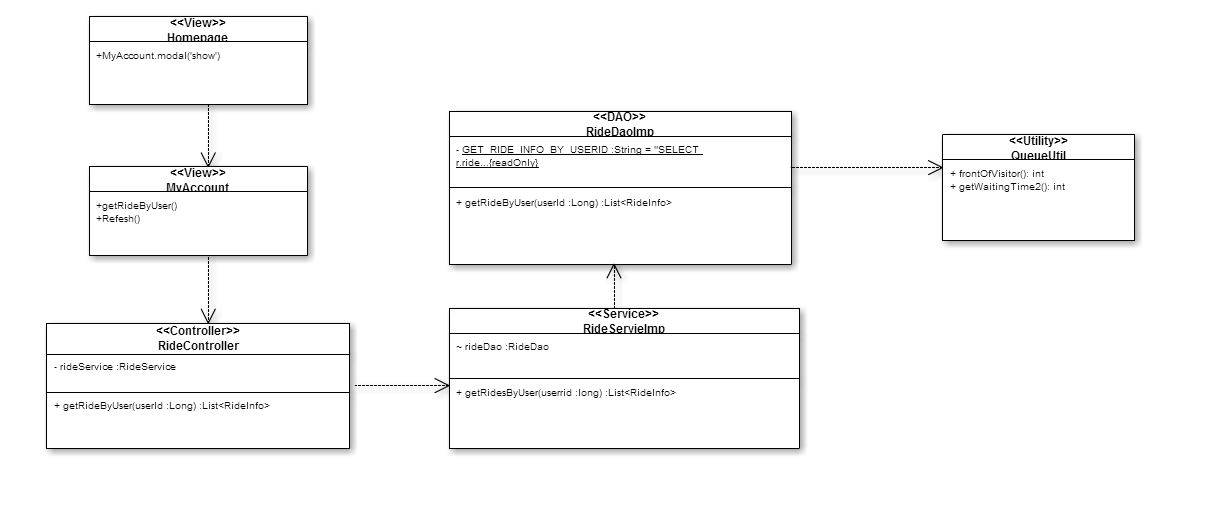 <<View>>
Homepage
+MyAccount.modal('show')
<<View>>
MyAccount
+getRideByUser()
+Refesh()
<<Controller>>
RideController
- rideService :RideService
+ getRideByUser(userId :Long) :List<RideInfo>
<<DAO>>
RideDaoImp
- GET_RIDE_INFO_BY_USERID :String = "SELECT
r.ride...{readOnly}
+ getRideByUser(userId :Long) :List<RideInfo>
<<Service>>
RideServieImp
~ rideDao :RideDao
+ getRidesByUser(userrid :long) :List<RideInfo>
<<Utility>>
QueueUtil
+ frontOfVisitor(): int
+ getWaitingTime2(): int